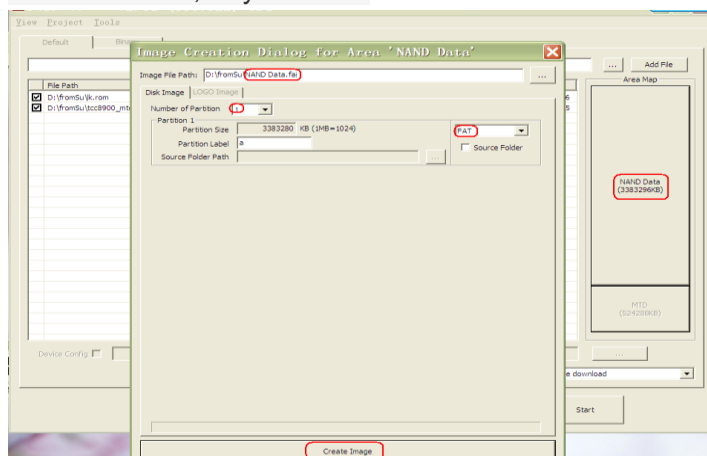 View Project Tools
Default
Image Creation Dialog for Area 'NAND Data'
Image File Path: D:\fromSu\NAND Data.fai ...
... Add File
Disk Image LOGO Image
Area Map
File Path
D:\fromSu\lk.rom
Number of Partition 1
D:\fromSu\tcc8900_mtd
Partition 1
Partition Size 3383280 KB (1MB=1024) FAT
Partition Label a Source Folder
Source Folder Path ...
NAND Data
(3383296KB)
MTD
(524288KB)
Device Config ...
e download
Start
Create Image